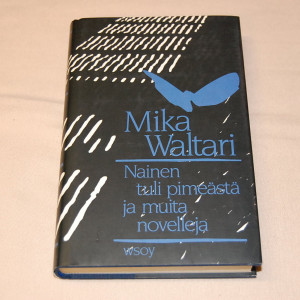 Mika
Waltari
Nainen
tuli pimeästä
ja muita
novelleja
wsoy